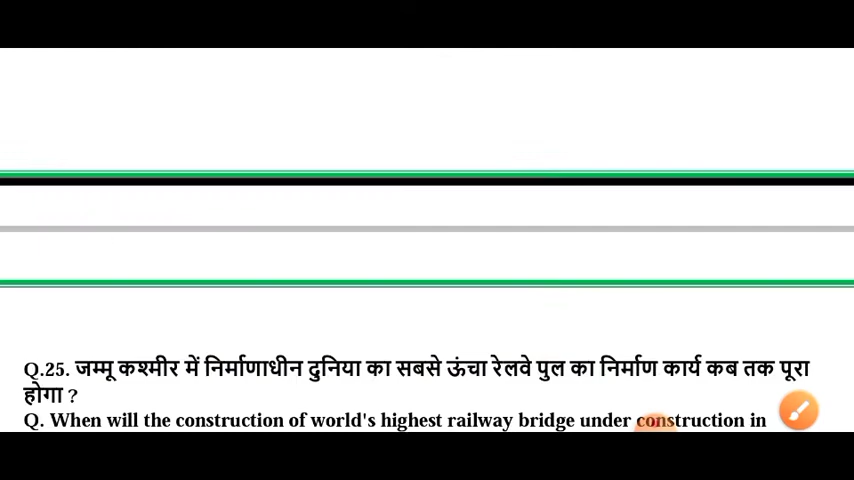 Q.25. जम्मू कश्मीर में निर्माणाधीन दुनिया का सबसे ऊंचा रेलवे पुल का निर्माण कार्य कब तक पूरा
होगा ?
Q. When will the construction of world's highest railway bridge under construction in